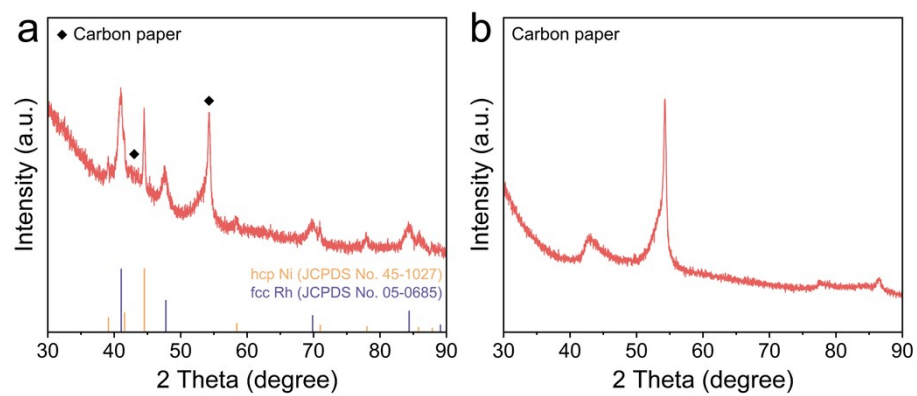 a
◆ Carbon paper
Intensity (a.u.)
hcp Ni (JCPDS No. 45-1027)
fcc Rh (JCPDS No. 05-0685)
30 40 50 60 70 80 90
2 Theta (degree)
b
Carbon paper
Intensity (a.u.)
30 40 50 60 70 80 90
2 Theta (degree)